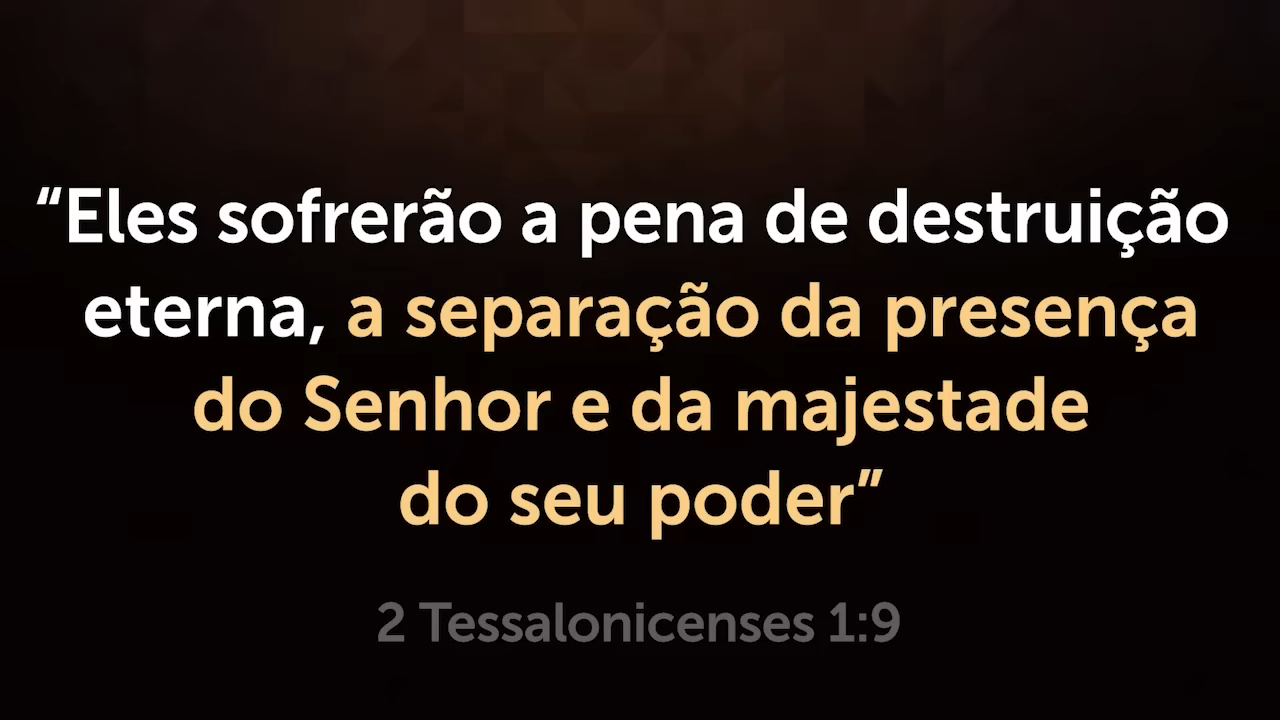 “Eles sofrerão a pena de destruição
eterna, a separação da presença
do Senhor e da majestade
do seu poder”
2 Tessalonicenses 1:9